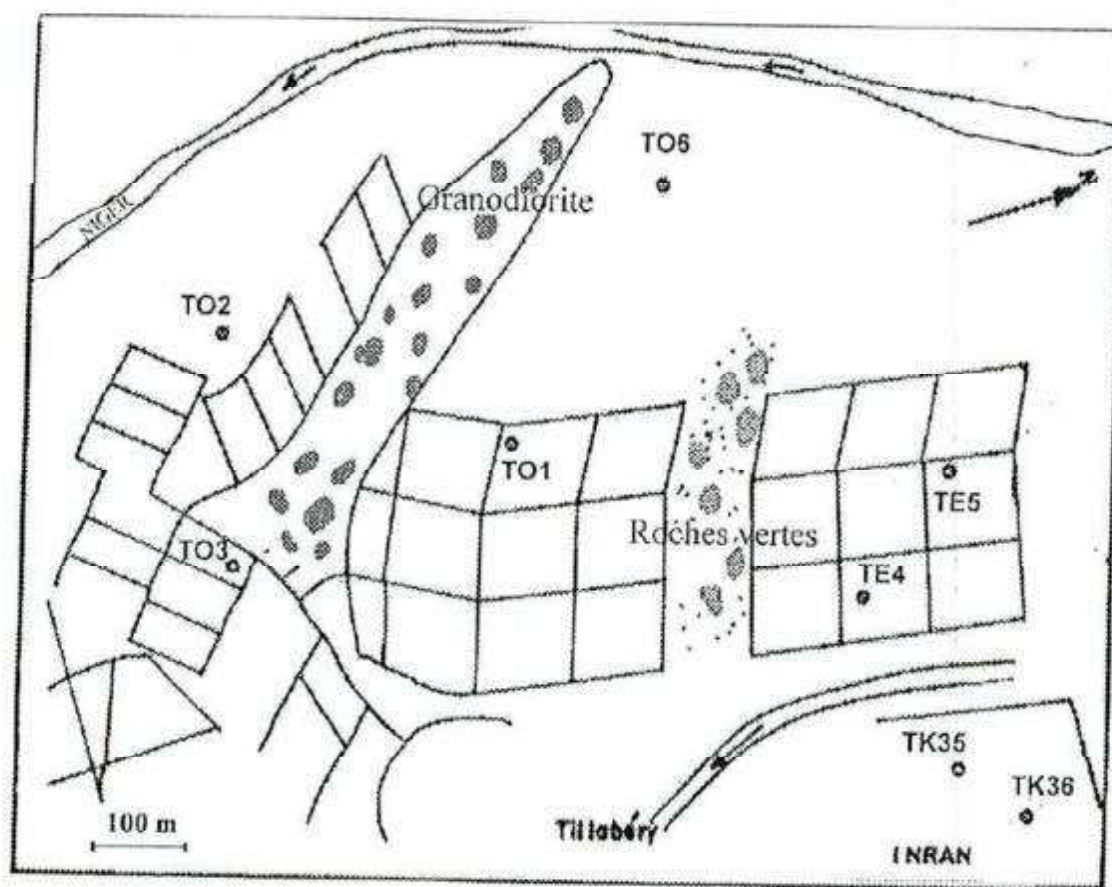 TO6
N
Granodiorite
NIGER
TO2
TO1
TE5
Roches vertes
TO3
TE4
TK35
TK36
100 m
Tillabéry
INRAN